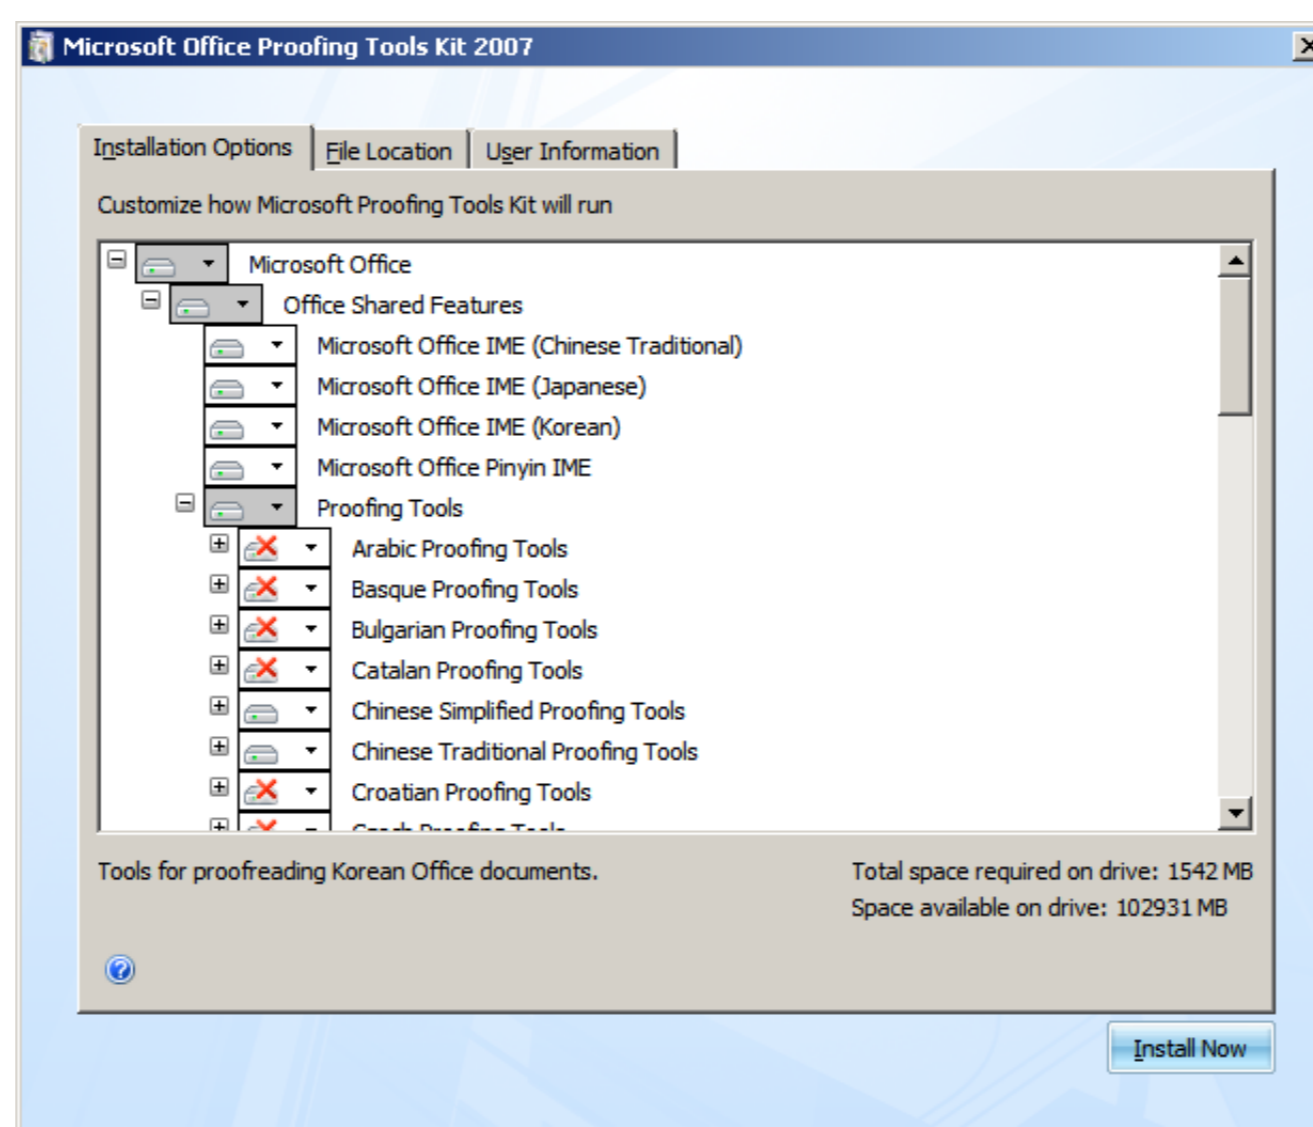 Microsoft Office Proofing Tools Kit 2007
Installation Options
File Location
User Information
Customize how Microsoft Proofing Tools Kit will run
Microsoft Office
Office Shared Features
Microsoft Office IME (Chinese Traditional)
Microsoft Office IME (Japanese)
Microsoft Office IME (Korean)
Microsoft Office Pinyin IME
Proofing Tools
Arabic Proofing Tools
Basque Proofing Tools
Bulgarian Proofing Tools
Catalan Proofing Tools
Chinese Simplified Proofing Tools
Chinese Traditional Proofing Tools
Croatian Proofing Tools
Czech Proofing Tools
Tools for proofreading Korean Office documents.
Total space required on drive: 1542 MB
Space available on drive: 102931 MB
Install Now